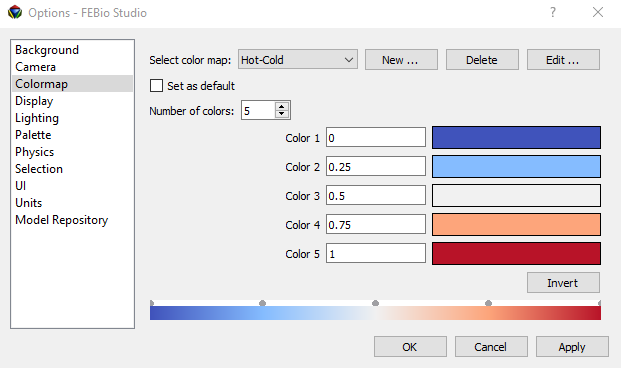 Options - FEBio Studio
Background
Camera
Colormap
Display
Lighting
Palette
Physics
Selection
UI
Units
Model Repository
Select color map: Hot-Cold New ... Delete Edit ...
Set as default
Number of colors: 5
Color 1 0
Color 2 0.25
Color 3 0.5
Color 4 0.75
Color 5 1
Invert
OK Cancel Apply